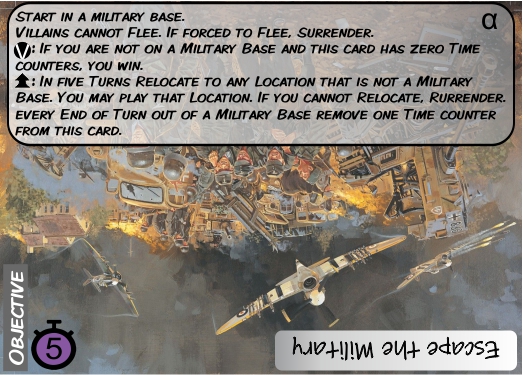 START IN A MILITARY BASE.
VILLAINS CANNOT FLEE. IF FORCED TO FLEE, SURRENDER.
V: IF YOU ARE NOT ON A MILITARY BASE AND THIS CARD HAS ZERO TIME
COUNTERS, YOU WIN.
: IN FIVE TURNS RELOCATE TO ANY LOCATION THAT IS NOT A MILITARY
BASE. YOU MAY PLAY THAT LOCATION. IF YOU CANNOT RELOCATE, RURRENDER.
EVERY END OF TURN OUT OF A MILITARY BASE REMOVE ONE TIME COUNTER
FROM THIS CARD.
α
OBJECTIVE
5
Escape the Military